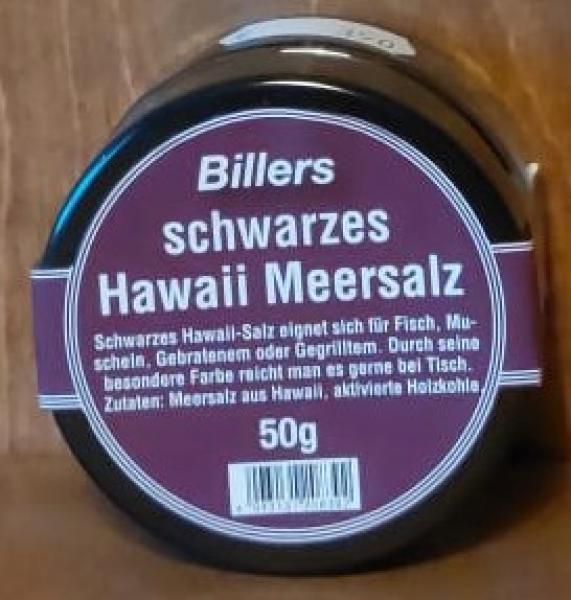 Billers
schwarzes
Hawaii Meersalz
Schwarzes Hawaii-Salz eignet sich für Fisch, Mu-
scheln, Gebratenem oder Gegrilltem. Durch seine
besondere Farbe reicht man es gerne bei Tisch.
Zutaten: Meersalz aus Hawaii, aktivierte Holzkohle
50g